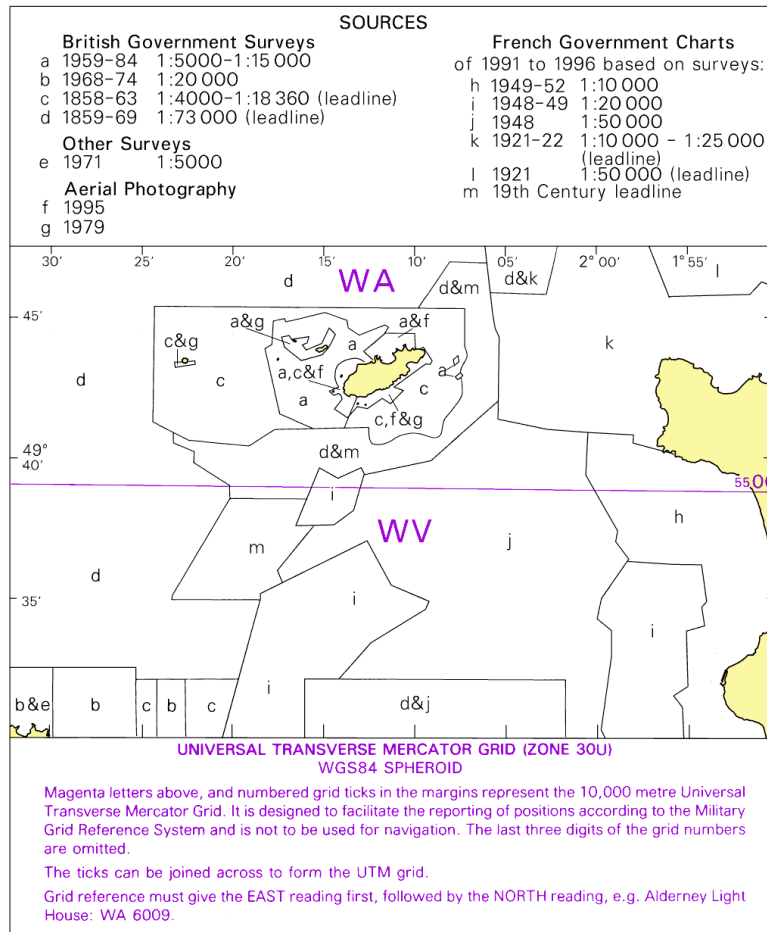 SOURCES
British Government Surveys
a 1959-84 1:5000-1:15 000
b 1968-74 1:20 000
c 1858-63 1:4000-1:18 360 (leadline)
d 1859-69 1:73 000 (leadline)
Other Surveys
e 1971 1:5000
Aerial Photography
f 1995
g 1979
French Government Charts
of 1991 to 1996 based on surveys:
h 1949-52 1:10 000
i 1948-49 1:20 000
j 1948 1:50 000
k 1921-22 1:10 000 - 1:25 000
(leadline)
l 1921 1:50 000 (leadline)
m 19th Century leadline
30' 25' 20' 15' 10' 05' 2° 00' 1° 55'
d WA d&m d&k l
45'
a&g a a&f
c&g k
d c a,c&f a
a c
c,f&g
49°
40'
d&m
i
55 0
WV
m j h
d
35'
i i
i
b&e b c b c d&j
UNIVERSAL TRANSVERSE MERCATOR GRID (ZONE 30U)
WGS84 SPHEROID
Magenta letters above, and numbered grid ticks in the margins represent the 10,000 metre Universal
Transverse Mercator Grid. It is designed to facilitate the reporting of positions according to the Military
Grid Reference System and is not to be used for navigation. The last three digits of the grid numbers
are omitted.
The ticks can be joined across to form the UTM grid.
Grid reference must give the EAST reading first, followed by the NORTH reading, e.g. Alderney Light
House: WA 6009.